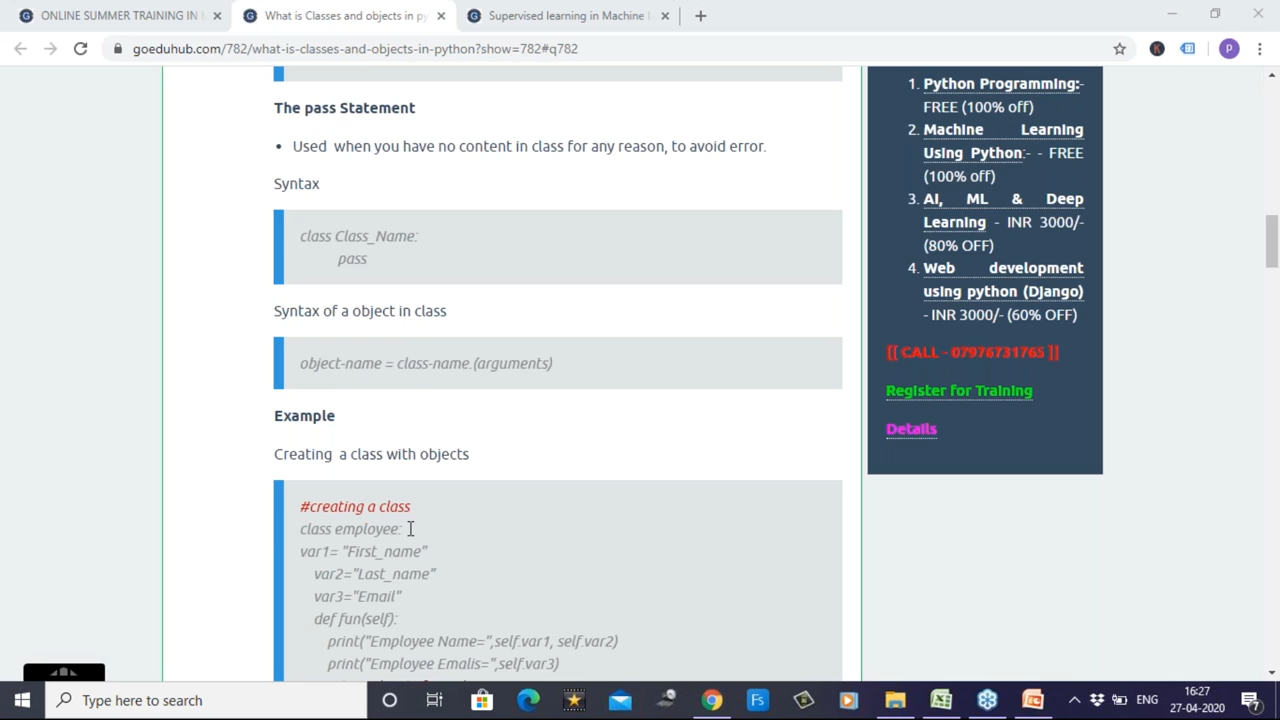 ONLINE SUMMER TRAINING IN
What is Classes and objects in py
Supervised learning in Machine
goeduhub.com/782/what-is-classes-and-objects-in-python?show=782#q782
P
The pass Statement
• Used when you have no content in class for any reason, to avoid error.
Syntax
class Class_Name:
pass
Syntax of a object in class
object-name = class-name.(arguments)
Example
Creating a class with objects
#creating a class
class employee:
var1= "First_name"
var2="Last_name"
var3="Email"
def fun(self):
print("Employee Name=",self.var1, self.var2)
print("Employee Emalis=",self.var3)
1. Python Programming:-
FREE (100% off)
2. Machine Learning
Using Python:- - FREE
(100% off)
3. AI, ML & Deep
Learning - INR 3000/-
(80% OFF)
4. Web development
using python (Django)
- INR 3000/- (60% OFF)
[[ CALL - 07976731765 ]]
Register for Training
Details
Type here to search
Fs
ENG
16:27
27-04-2020
7